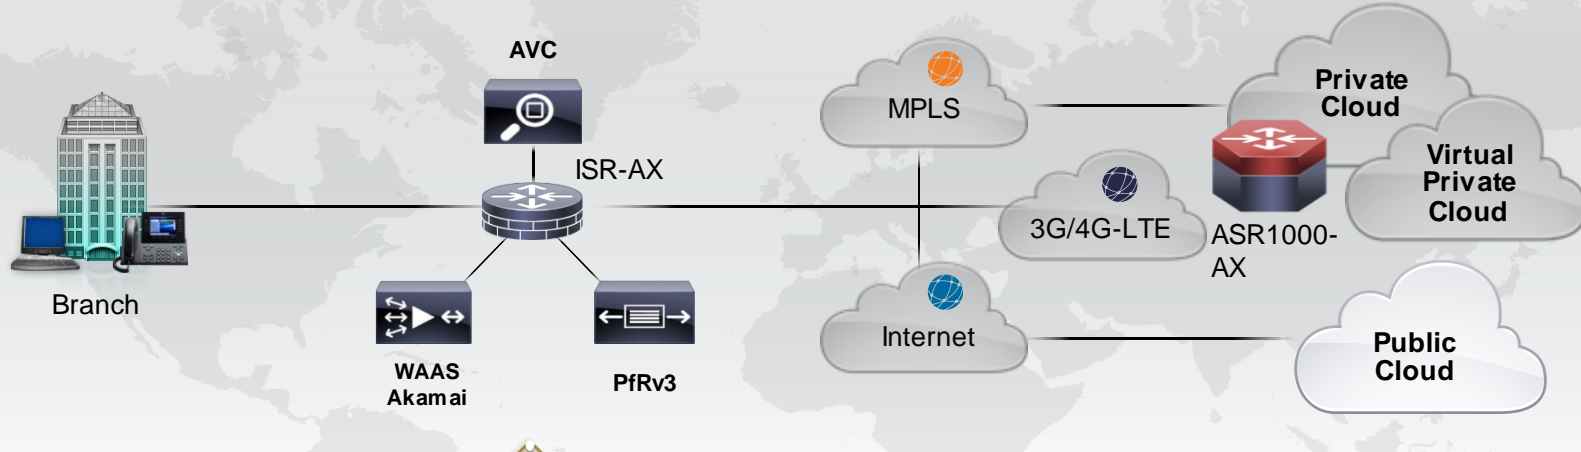 AVC
ISR-AX
Branch
WAAS
Akamai
PfRv3
MPLS
3G/4G-LTE
Internet
Private
Cloud
Virtual
Private
Cloud
ASR1000-
AX
Public
Cloud